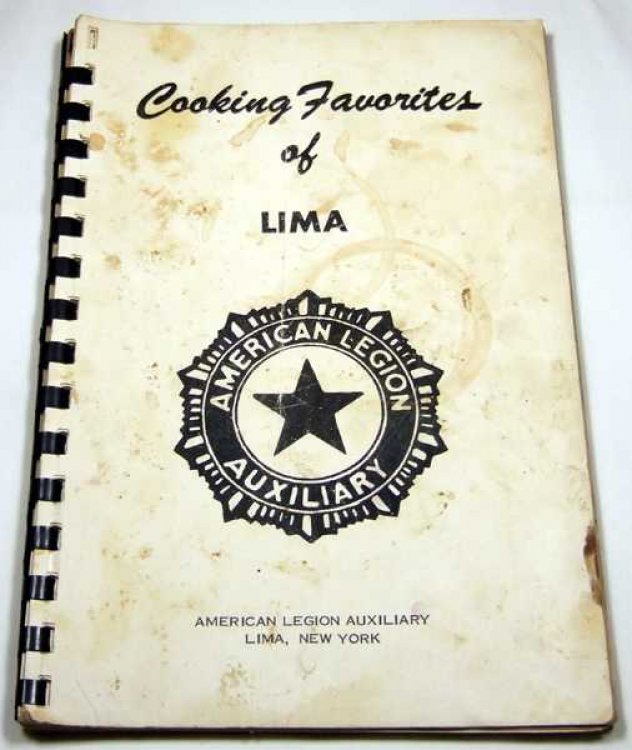 Cooking Favorites
of
LIMA
AMERICAN LEGION
AUXILIARY
AMERICAN LEGION AUXILIARY
LIMA, NEW YORK